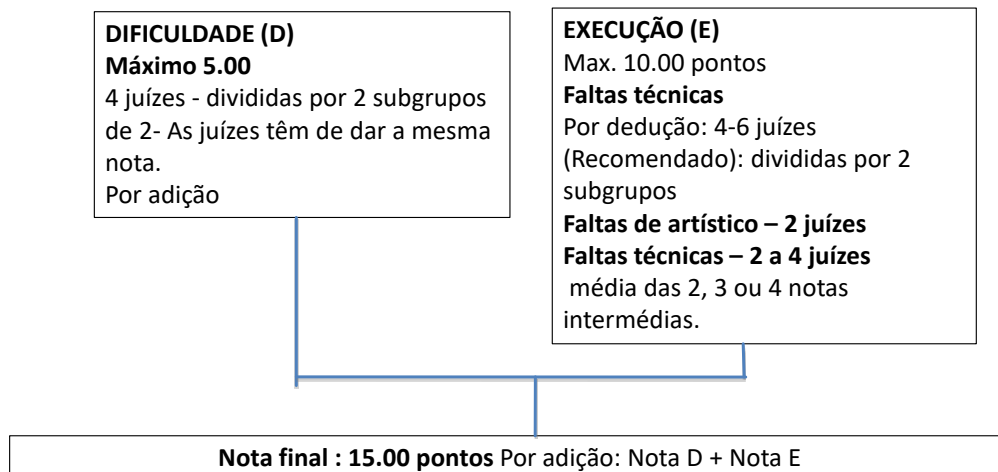 DIFICULDADE (D)
Máximo 5.00
4 juízes - divididas por 2 subgrupos
de 2- As juízes têm de dar a mesma
nota.
Por adição
EXECUÇÃO (E)
Max. 10.00 pontos
Faltas técnicas
Por dedução: 4-6 juízes
(Recomendado): divididas por 2
subgrupos
Faltas de artístico – 2 juízes
Faltas técnicas – 2 a 4 juízes
média das 2, 3 ou 4 notas
intermédias.
Nota final : 15.00 pontos Por adição: Nota D + Nota E